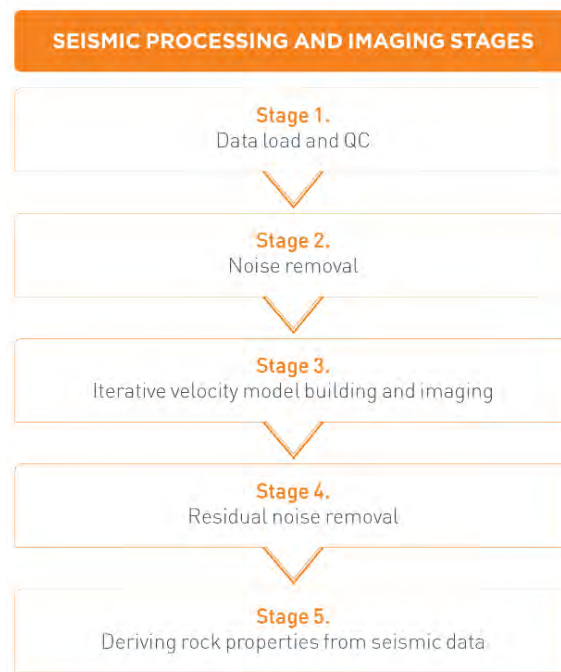 SEISMIC PROCESSING AND IMAGING STAGES
Stage 1.
Data load and QC
Stage 2.
Noise removal
Stage 3.
Iterative velocity model building and imaging
Stage 4.
Residual noise removal
Stage 5.
Deriving rock properties from seismic data